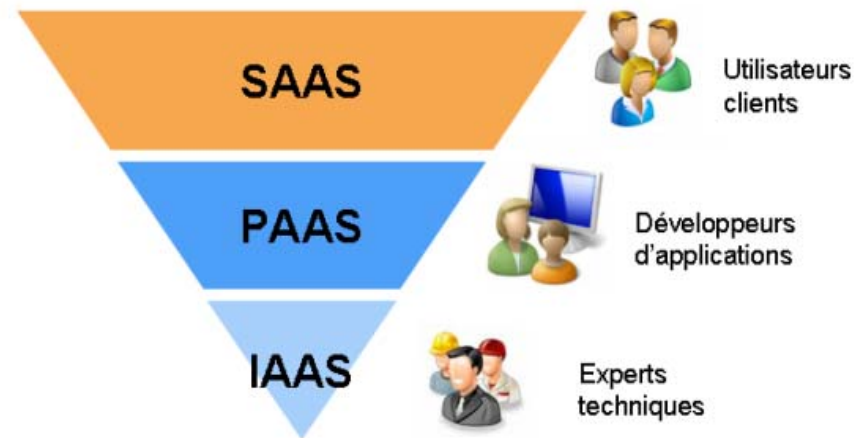 SAAS
Utilisateurs
clients
PAAS
Développeurs
d'applications
IAAS
Experts
techniques